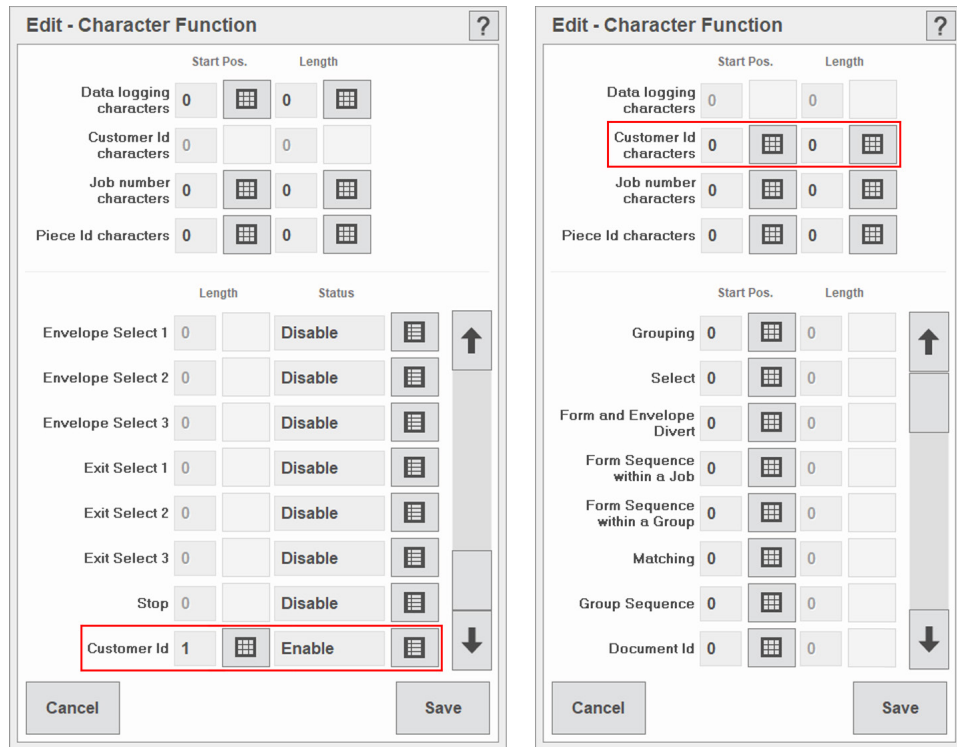 Edit - Character Function ?
Start Pos. Length
Data logging characters 0 0
Customer Id characters 0 0
Job number characters 0 0
Piece Id characters 0 0
Length Status
Envelope Select 1 0 Disable
Envelope Select 2 0 Disable
Envelope Select 3 0 Disable
Exit Select 1 0 Disable
Exit Select 2 0 Disable
Exit Select 3 0 Disable
Stop 0 Disable
Customer Id 1 Enable
Cancel Save
Edit - Character Function ?
Start Pos. Length
Data logging characters 0 0
Customer Id characters 0 0
Job number characters 0 0
Piece Id characters 0 0
Start Pos. Length
Grouping 0 0
Select 0 0
Form and Envelope Divert 0 0
Form Sequence within a Job 0 0
Form Sequence within a Group 0 0
Matching 0 0
Group Sequence 0 0
Document Id 0 0
Cancel Save